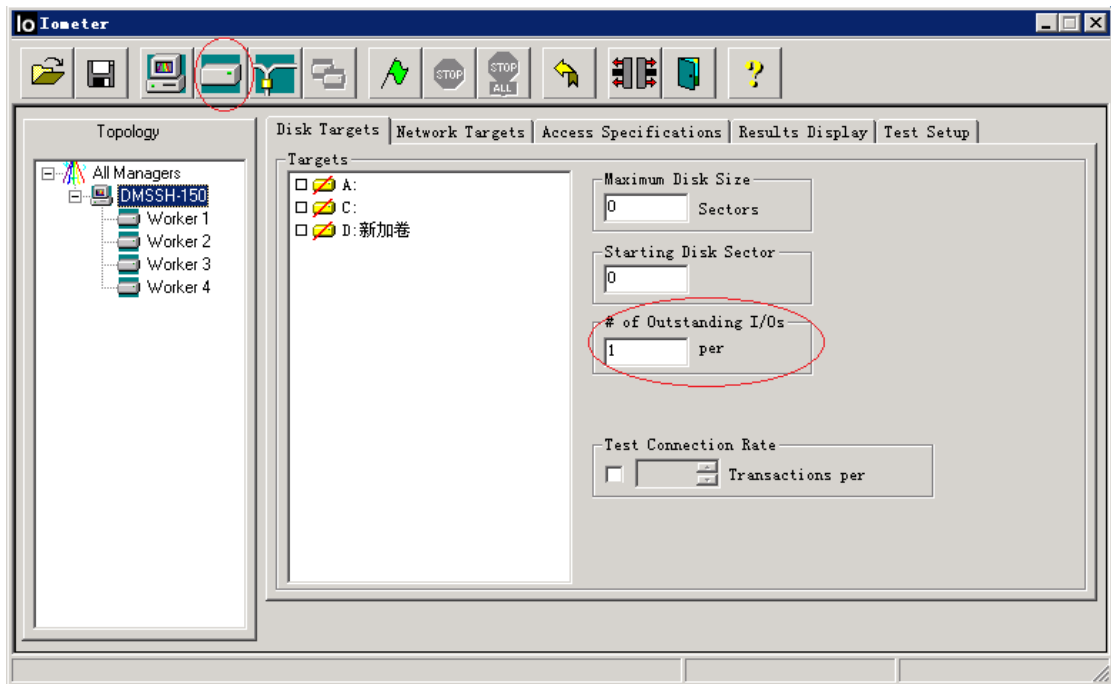 Iometer
STOP
STOP
ALL
Topology
All Managers
DMSSH-150
Worker 1
Worker 2
Worker 3
Worker 4
Disk Targets
Network Targets
Access Specifications
Results Display
Test Setup
Targets
A:
C:
D:新加卷
Maximum Disk Size
0 Sectors
Starting Disk Sector
0
# of Outstanding I/Os
1 per
Test Connection Rate
Transactions per